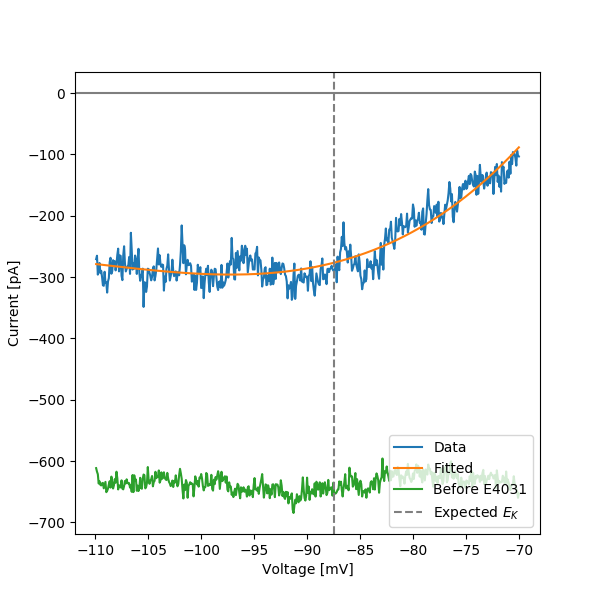 0
−100
−200
−300
−400
−500
−600
−700
Current [pA]
Data
Fitted
Before E4031
Expected E_K
−110
−105
−100
−95
−90
−85
−80
−75
−70
Voltage [mV]